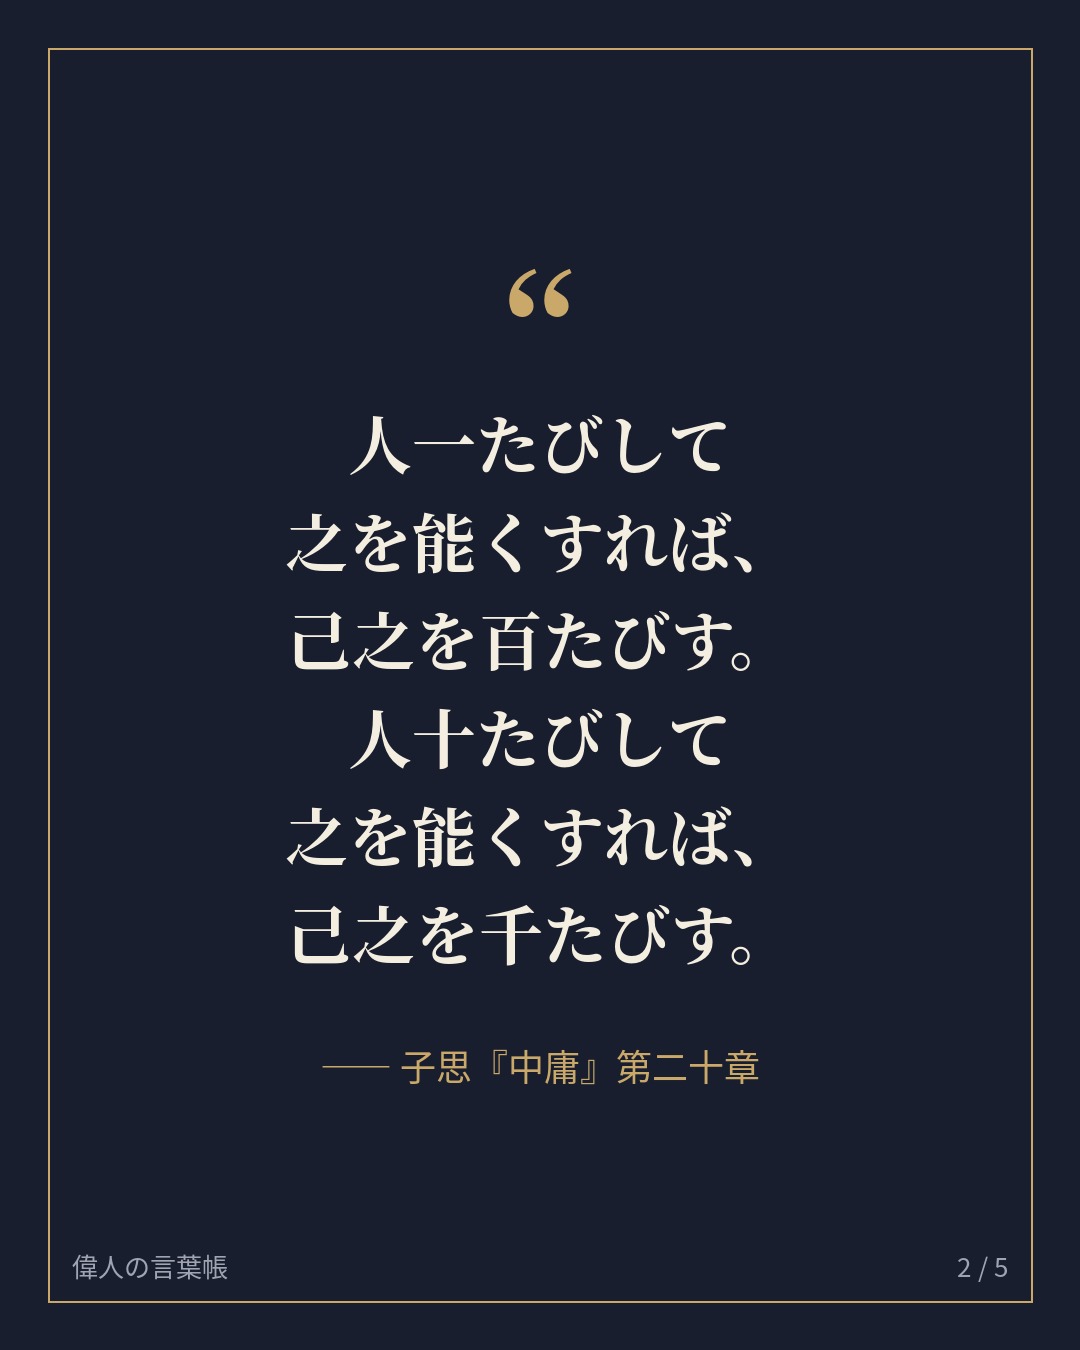 “
人一たびして
之を能くすれば、
己之を百たびす。
人十たびして
之を能くすれば、
己之を千たびす。
—— 子思『中庸』第二十章
偉人の言葉帳
2 / 5